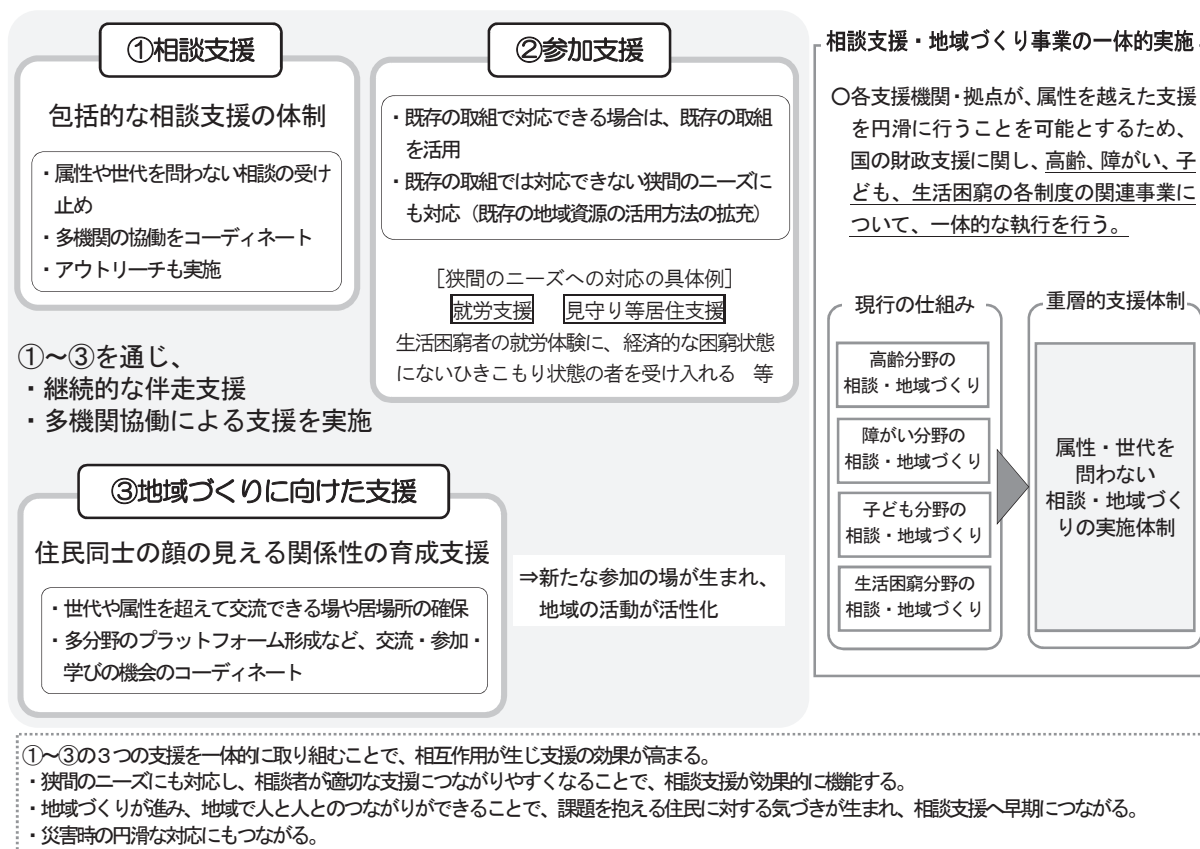 ①相談支援
包括的な相談支援の体制
・属性や世代を問わない相談の受け
止め
・多機関の協働をコーディネート
・アウトリーチも実施
②参加支援
・既存の取組で対応できる場合は、既存の取組
を活用
・既存の取組では対応できない狭間のニーズに
も対応（既存の地域資源の活用方法の拡充）
［狭間のニーズへの対応の具体例］
就労支援　見守り等居住支援
生活困窮者の就労体験に、経済的な困窮状態
にないひきこもり状態の者を受け入れる　等
①～③を通じ、
・継続的な伴走支援
・多機関協働による支援を実施
③地域づくりに向けた支援
住民同士の顔の見える関係性の育成支援
・世代や属性を超えて交流できる場や居場所の確保
・多分野のプラットフォーム形成など、交流・参加・
学びの機会のコーディネート
⇒新たな参加の場が生まれ、
地域の活動が活性化
相談支援・地域づくり事業の一体的実施
○各支援機関・拠点が、属性を越えた支援
を円滑に行うことを可能とするため、
国の財政支援に関し、高齢、障がい、子
ども、生活困窮の各制度の関連事業に
ついて、一体的な執行を行う。
現行の仕組み
高齢分野の
相談・地域づくり
障がい分野の
相談・地域づくり
子ども分野の
相談・地域づくり
生活困窮分野の
相談・地域づくり
重層的支援体制
属性・世代を
問わない
相談・地域づく
りの実施体制
①～③の３つの支援を一体的に取り組むことで、相互作用が生じ支援の効果が高まる。
・狭間のニーズにも対応し、相談者が適切な支援につながりやすくなることで、相談支援が効果的に機能する。
・地域づくりが進み、地域で人と人とのつながりができることで、課題を抱える住民に対する気づきが生まれ、相談支援へ早期につながる。
・災害時の円滑な対応にもつながる。